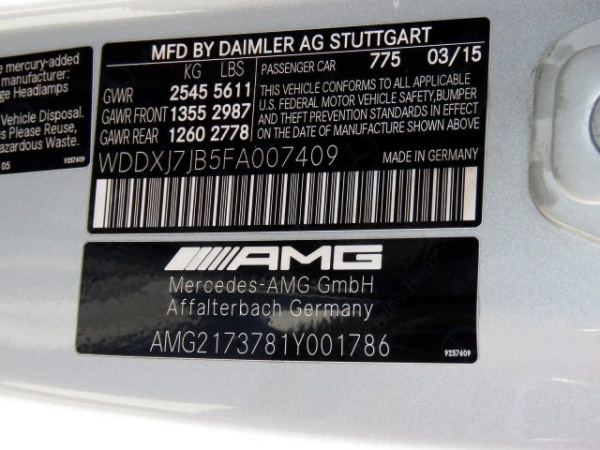 e mercury-added
manufacturer:
ge Headlamps
Vehicle Disposal.
s Please Reuse,
azardous Waste.
05
9257609
MFD BY DAIMLER AG STUTTGART
KG LBS
PASSENGER CAR 775 03/15
GVWR 2545 5611
GAWR FRONT 1355 2987
GAWR REAR 1260 2778
THIS VEHICLE CONFORMS TO ALL APPLICABLE
U.S. FEDERAL MOTOR VEHICLE SAFETY,BUMPER
AND THEFT PREVENTION STANDARDS IN EFFECT
ON THE DATE OF MANUFACTURE SHOWN ABOVE.
WDDXJ7JB5FA007409
MADE IN GERMANY
AMG
Mercedes-AMG GmbH
Affalterbach Germany
AMG2173781Y001786
9257609